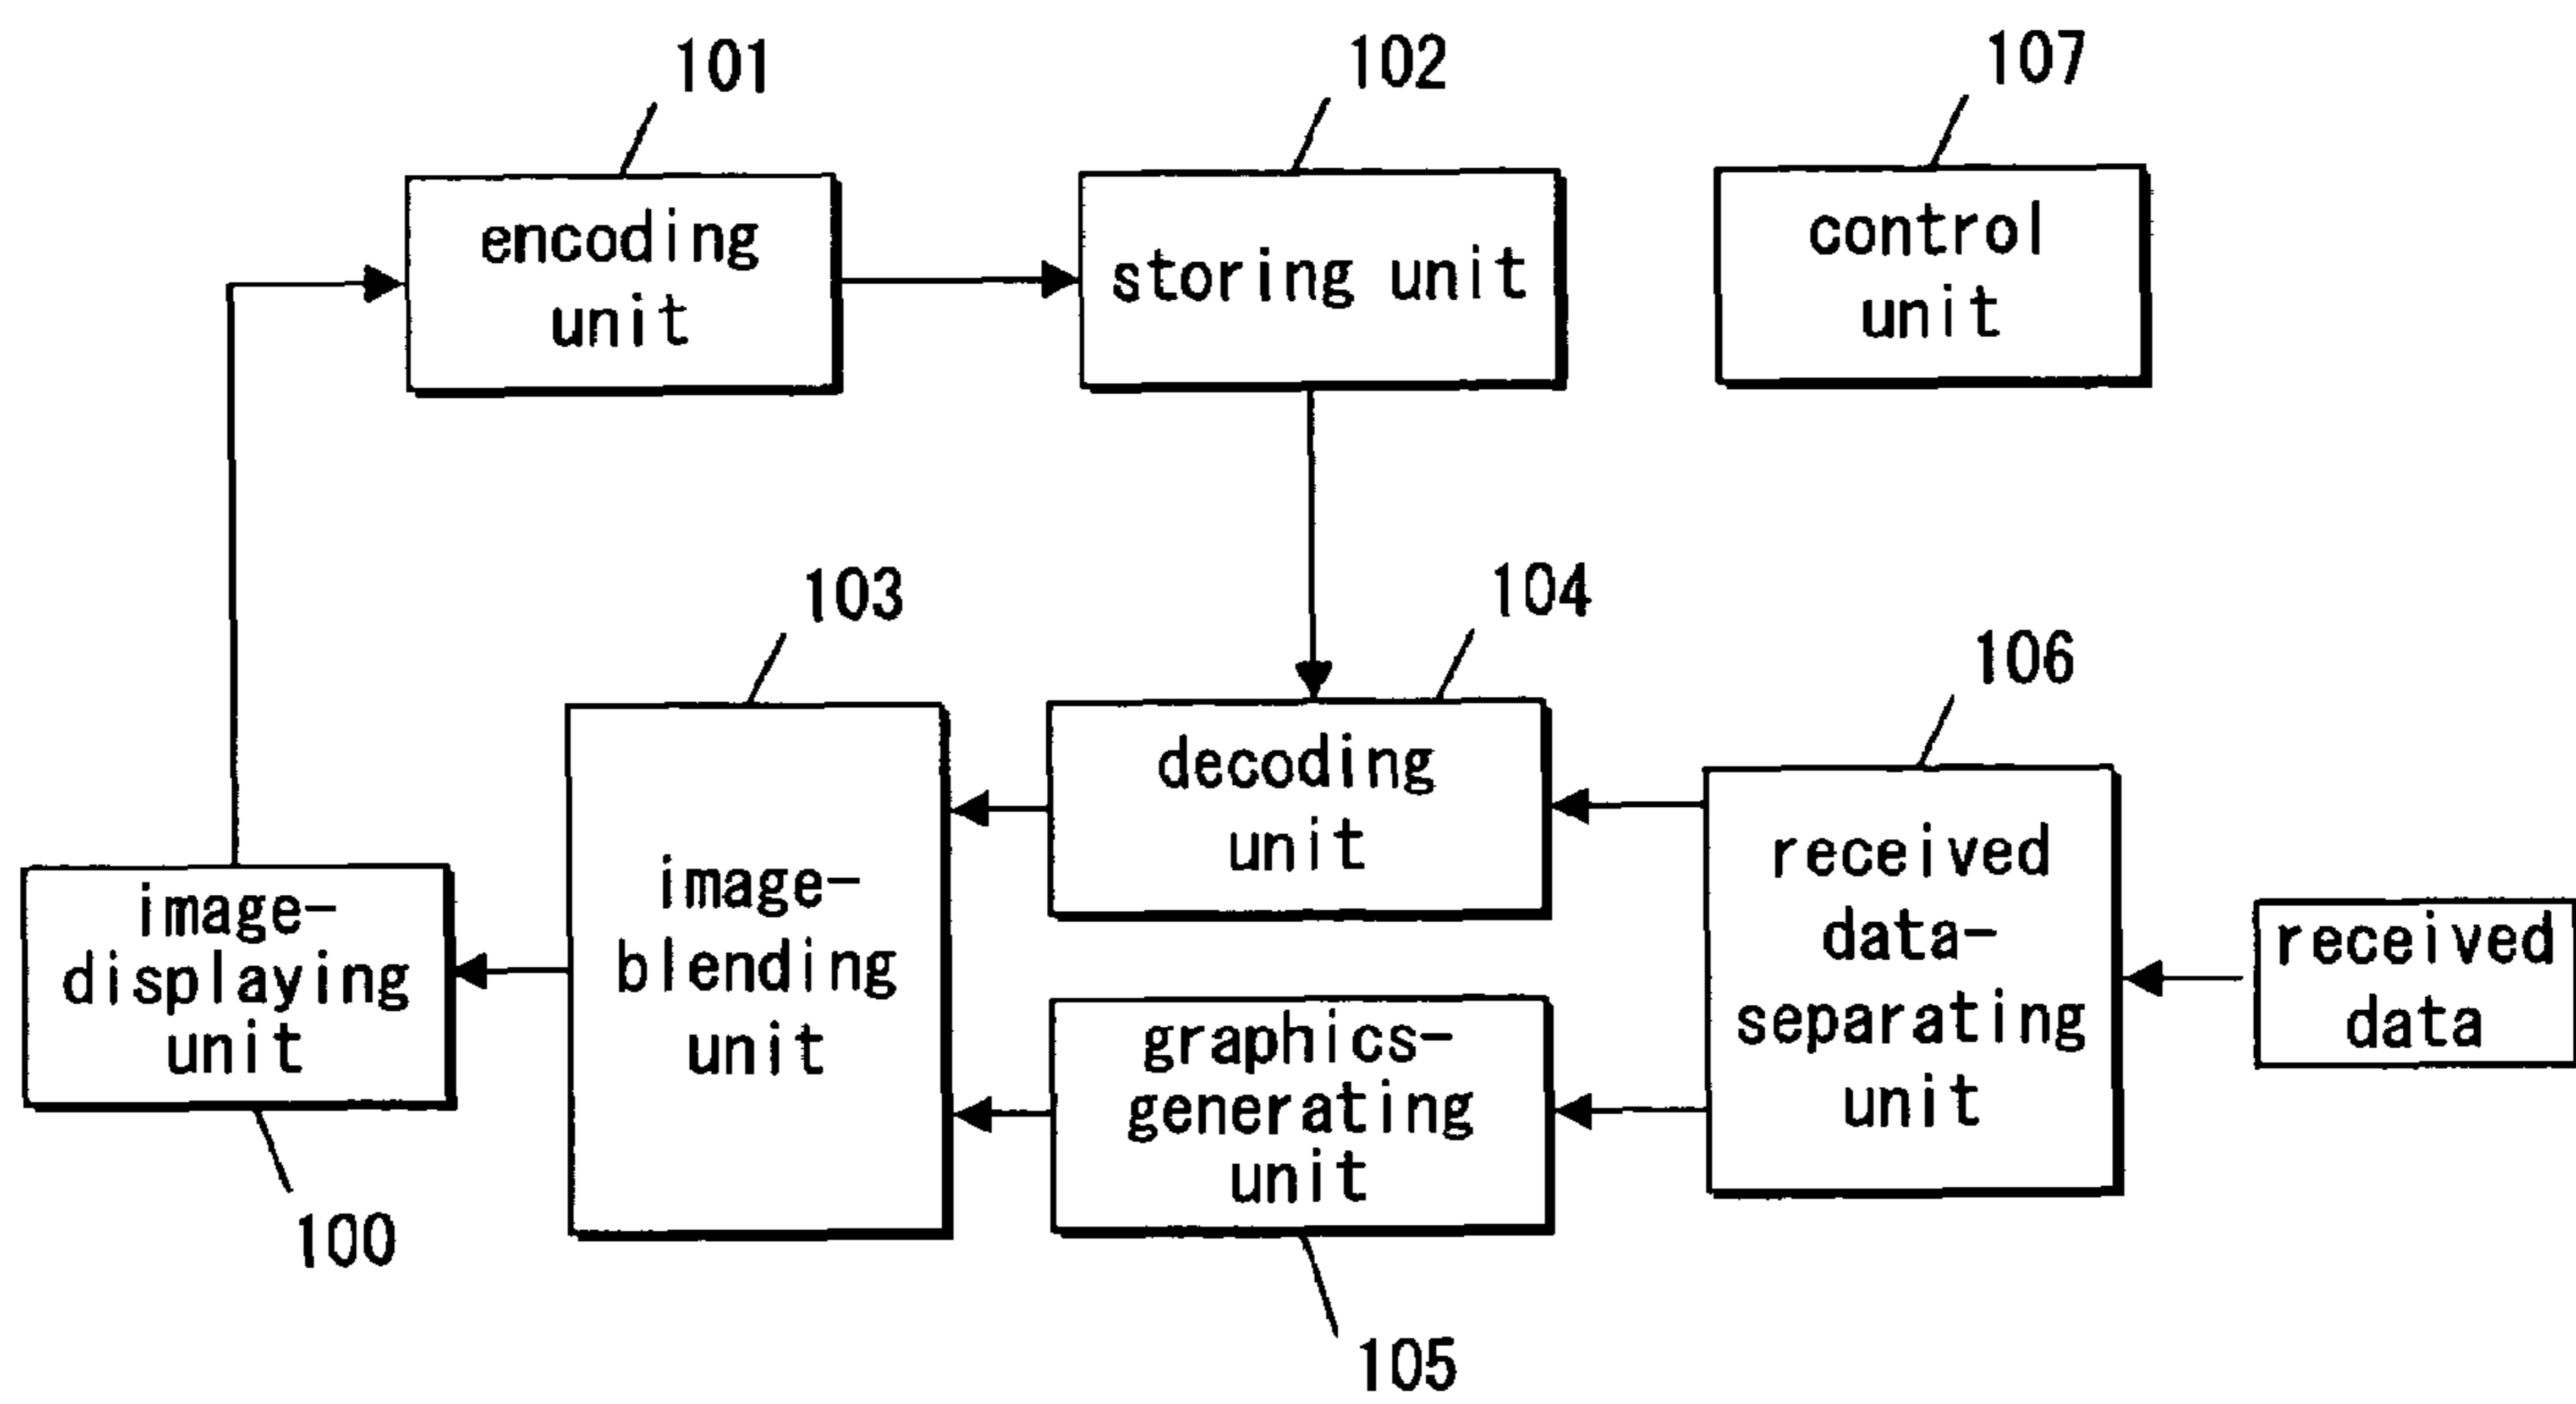 101
102
107
encoding
unit
storing unit
control
unit
103
104
106
decoding
unit
received
data-
separating
unit
received
data
image-
blending
unit
image-
displaying
unit
graphics-
generating
unit
100
105